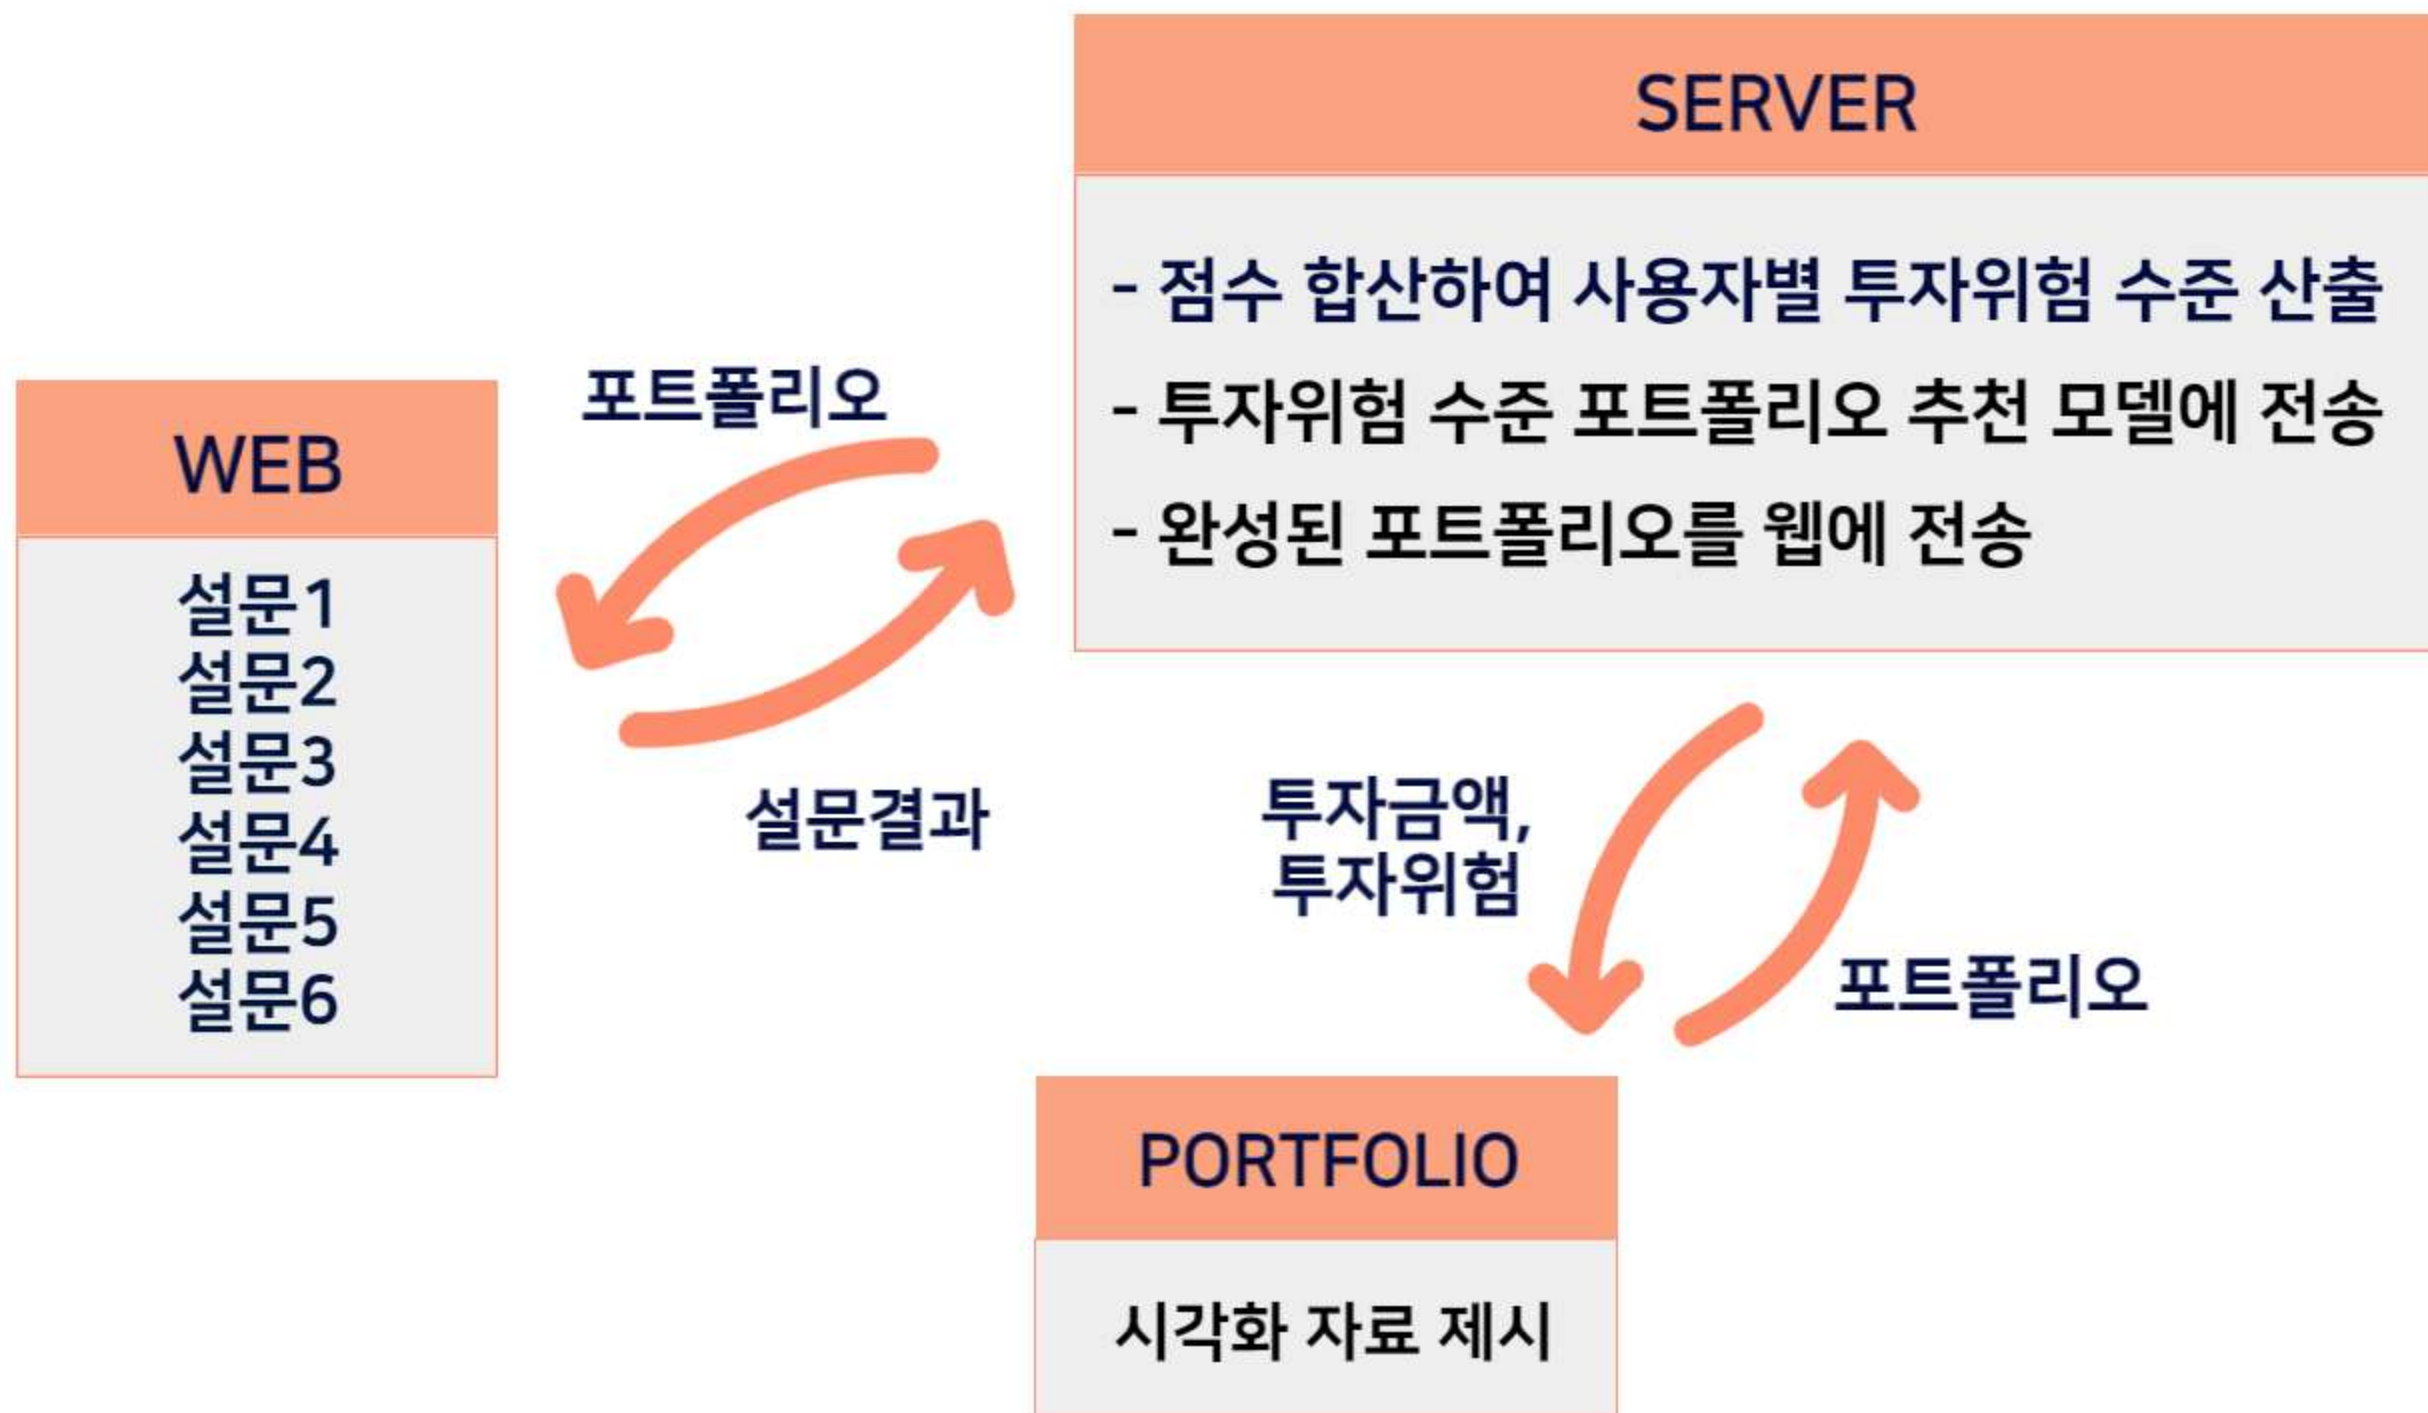 SERVER
- 점수 합산하여 사용자별 투자위험 수준 산출
- 투자위험 수준 포트폴리오 추천 모델에 전송
- 완성된 포트폴리오를 웹에 전송
포트폴리오
WEB
설문1
설문2
설문3
설문4
설문5
설문6
설문결과
투자금액,
투자위험
포트폴리오
PORTFOLIO
시각화 자료 제시